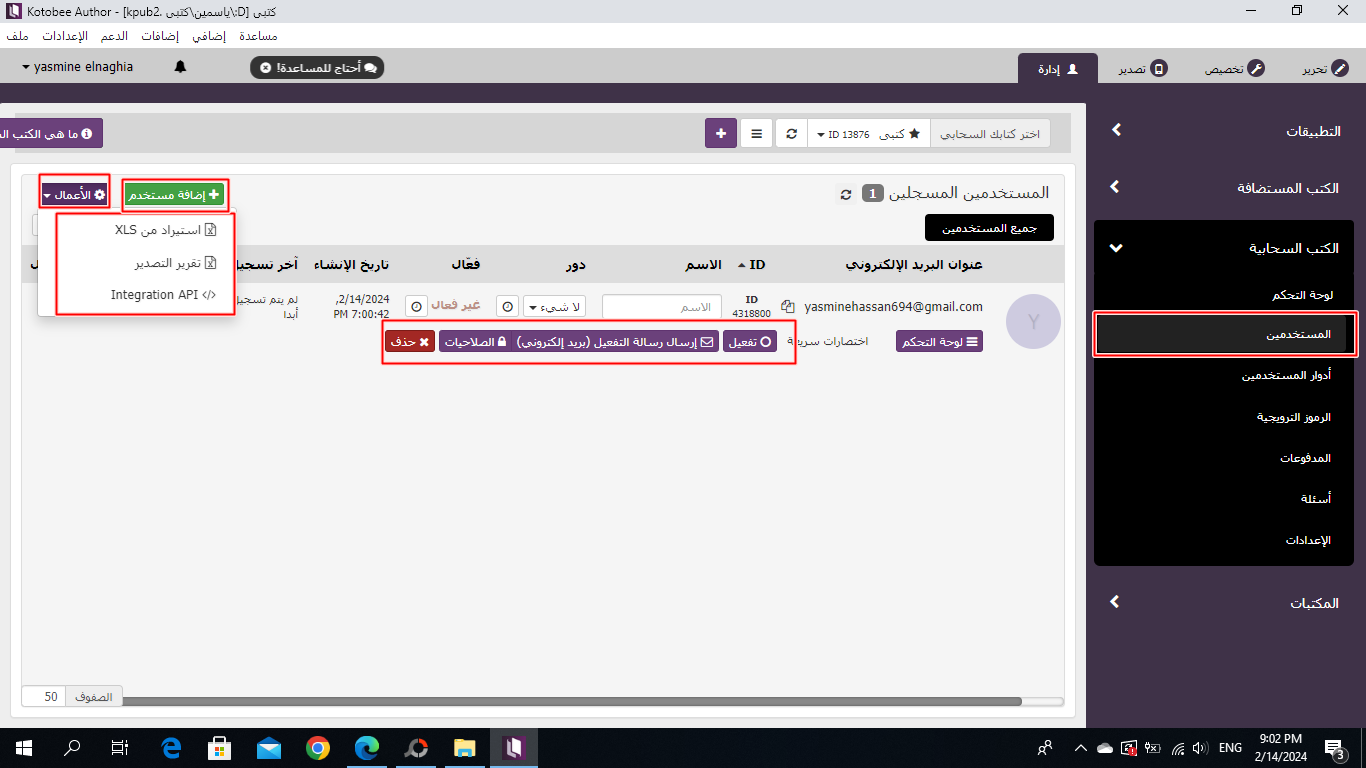 Kotobee Author - [kpub2. كتبى\ياسمين\:D] كتبى
ملف الإعدادات الدعم إضافات إضافي مساعدة
تحرير تخصيص تصدير إدارة
أحتاج للمساعدة!
yasmine elnaghia
التطبيقات
الكتب المستضافة
الكتب السحابية
لوحة التحكم
المستخدمين
أدوار المستخدمين
الرموز الترويجية
المدفوعات
أسئلة
الإعدادات
المكتبات
اختر كتابك السحابي كتبى ID 13876
ما هي الكتب
المستخدمين المسجلين 1
إضافة مستخدم
الأعمال
جميع المستخدمين
استيراد من XLS
تقرير التصدير
Integration API
عنوان البريد الإلكتروني ID الاسم دور فعّال تاريخ الإنشاء آخر تسجيل
Y
yasminehassan694@gmail.com
ID
4318800
الاسم
لا شيء
غير فعال
2/14/2024,
7:00:42 PM
لم يتم تسجيل
أبدا
لوحة التحكم اختصارات سريعة تفعيل إرسال رسالة التفعيل (بريد إلكتروني) الصلاحيات حذف
الصفوف 50
ENG
9:02 PM
2/14/2024
3